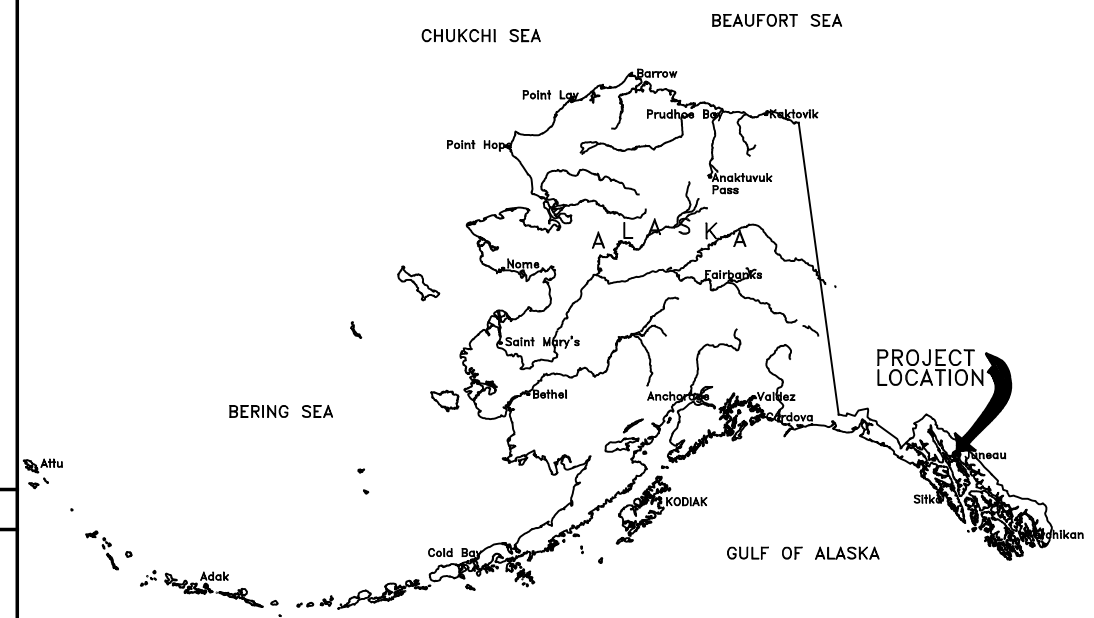 BEAUFORT SEA
CHUKCHI SEA
Barrow
Point Lay
Prudhoe Bay
Kaktovik
Point Hope
Anaktuvuk
Pass
A L A S K A
Nome
Fairbanks
Saint Mary's
PROJECT
LOCATION
Bethel
Anchorage
Valdez
BERING SEA
Cordova
Juneau
Attu
Sitka
KODIAK
Ketchikan
Cold Bay
GULF OF ALASKA
Adak